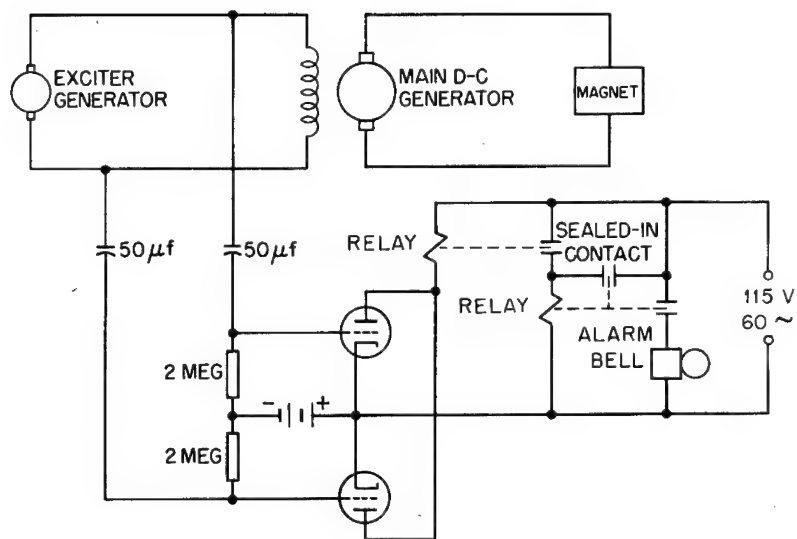 EXCITER
GENERATOR
MAIN D-C
GENERATOR
MAGNET
50μf
50μf
RELAY
SEALED-IN
CONTACT
RELAY
115 V
60 ~
ALARM
BELL
2 MEG
- +
2 MEG